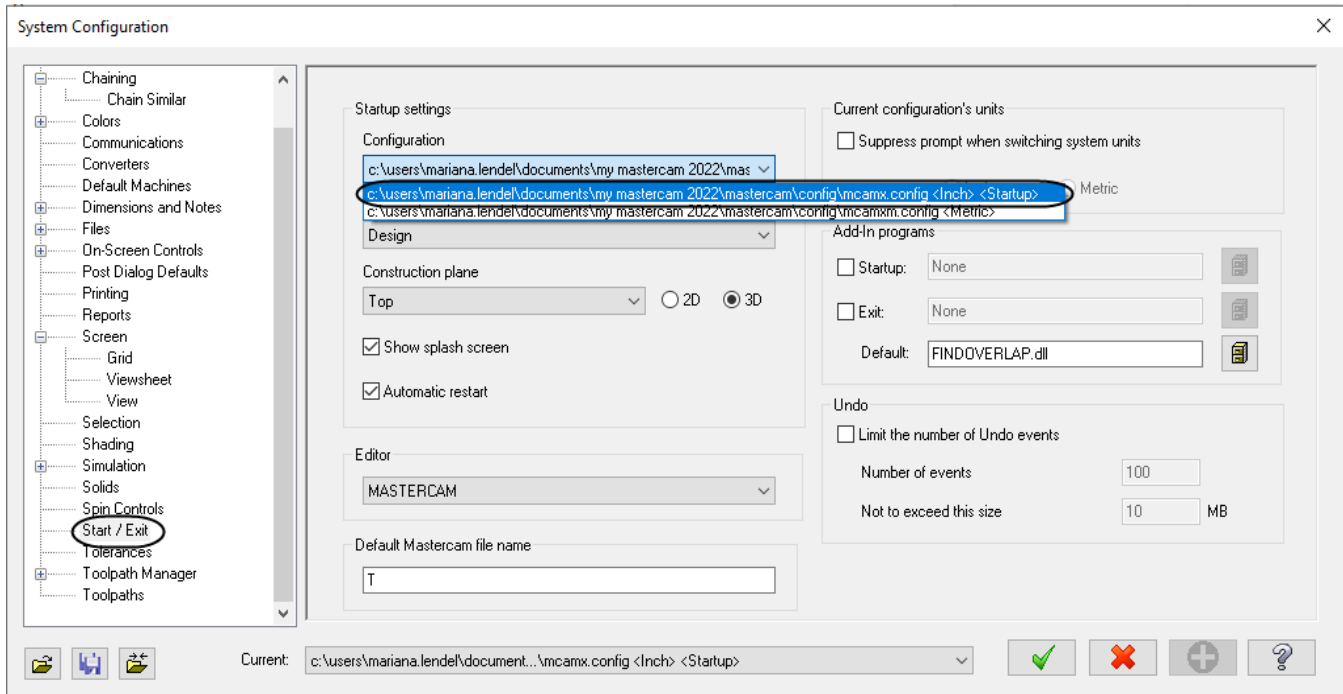 System Configuration
Chaining
Chain Similar
Colors
Communications
Converters
Default Machines
Dimensions and Notes
Files
On-Screen Controls
Post Dialog Defaults
Printing
Reports
Screen
Grid
Viewsheet
View
Selection
Shading
Simulation
Solids
Spin Controls
Start / Exit
Tolerances
Toolpath Manager
Toolpaths
Startup settings
Configuration
c:\users\mariana.lendel\documents\my mastercam 2022\mas
c:\users\mariana.lendel\documents\my mastercam 2022\mastercam\config\mcamx.config <Inch> <Startup>
c:\users\mariana.lendel\documents\my mastercam 2022\mastercam\config\mcamxm.config <Metric>
Design
Construction plane
Top
2D
3D
Show splash screen
Automatic restart
Editor
MASTERCAM
Default Mastercam file name
T
Current configuration's units
Suppress prompt when switching system units
Metric
Add-In programs
Startup: None
Exit: None
Default: FINDOVERLAP.dll
Undo
Limit the number of Undo events
Number of events 100
Not to exceed this size 10 MB
Current: c:\users\mariana.lendel\document...\mcamx.config <Inch> <Startup>